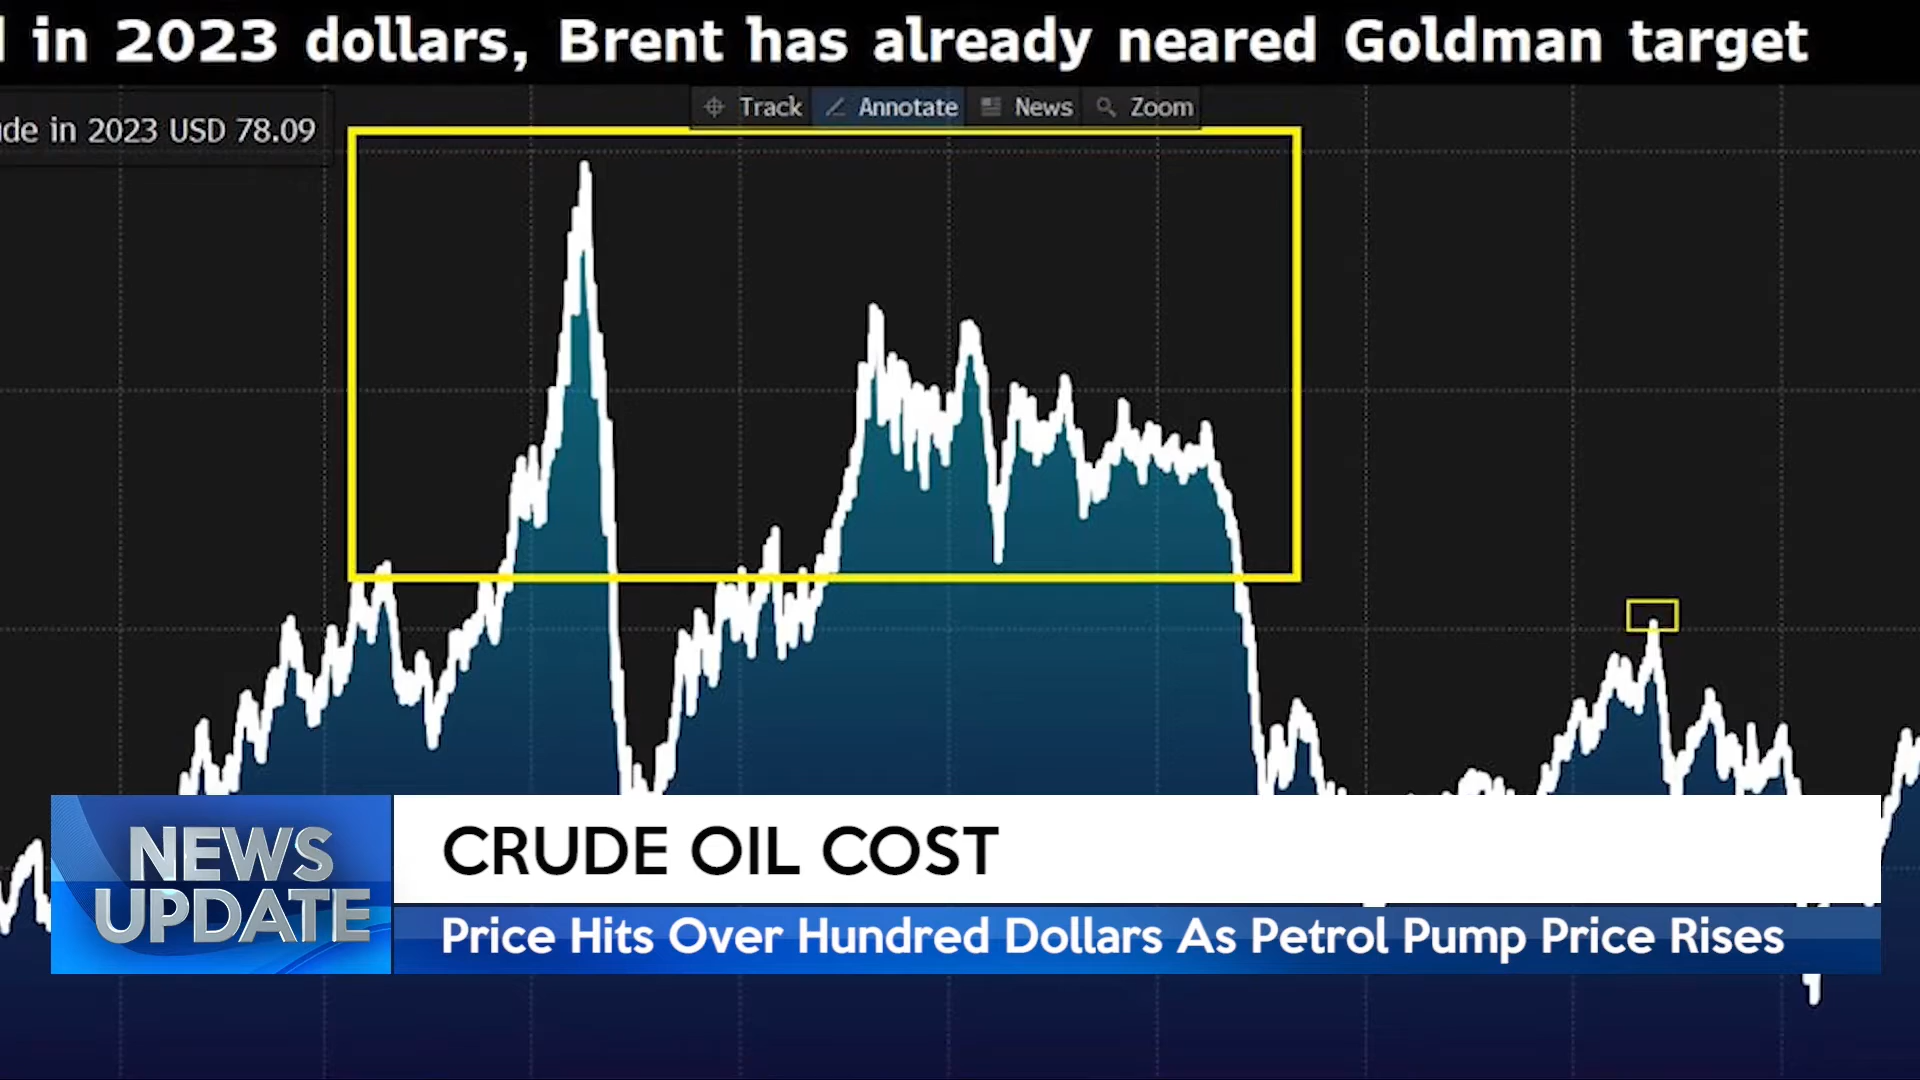 in 2023 dollars, Brent has already neared Goldman target
Track Annotate News Zoom
in 2023 USD 78.09
NEWS
UPDATE
CRUDE OIL COST
Price Hits Over Hundred Dollars As Petrol Pump Price Rises